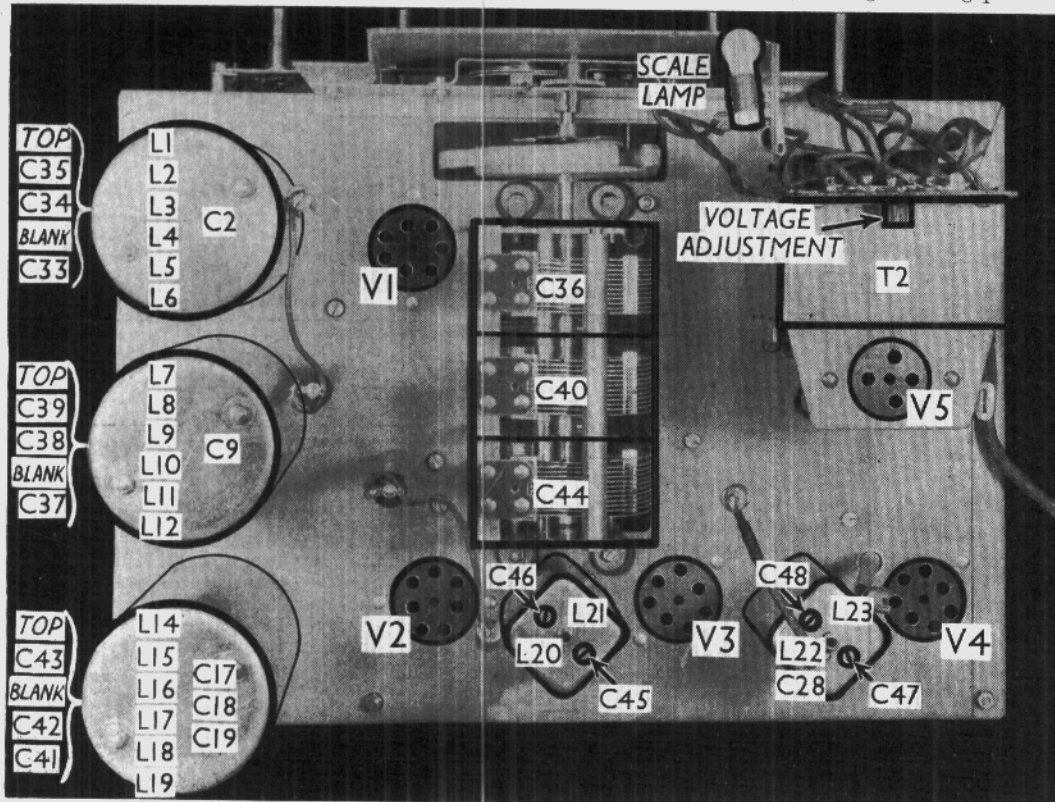 SCALE
LAMP
TOP
C35
C34
BLANK
C33
L1
L2
L3
L4
L5
L6
C2
V1
C36
VOLTAGE
ADJUSTMENT
T2
TOP
C39
C38
BLANK
C37
L7
L8
L9
L10
L11
L12
C9
C40
C44
V5
TOP
C43
BLANK
C42
C41
L14
L15
L16
L17
L18
L19
C17
C18
C19
V2
C46
L21
L20
C45
V3
C48
L23
L22
C28
C47
V4